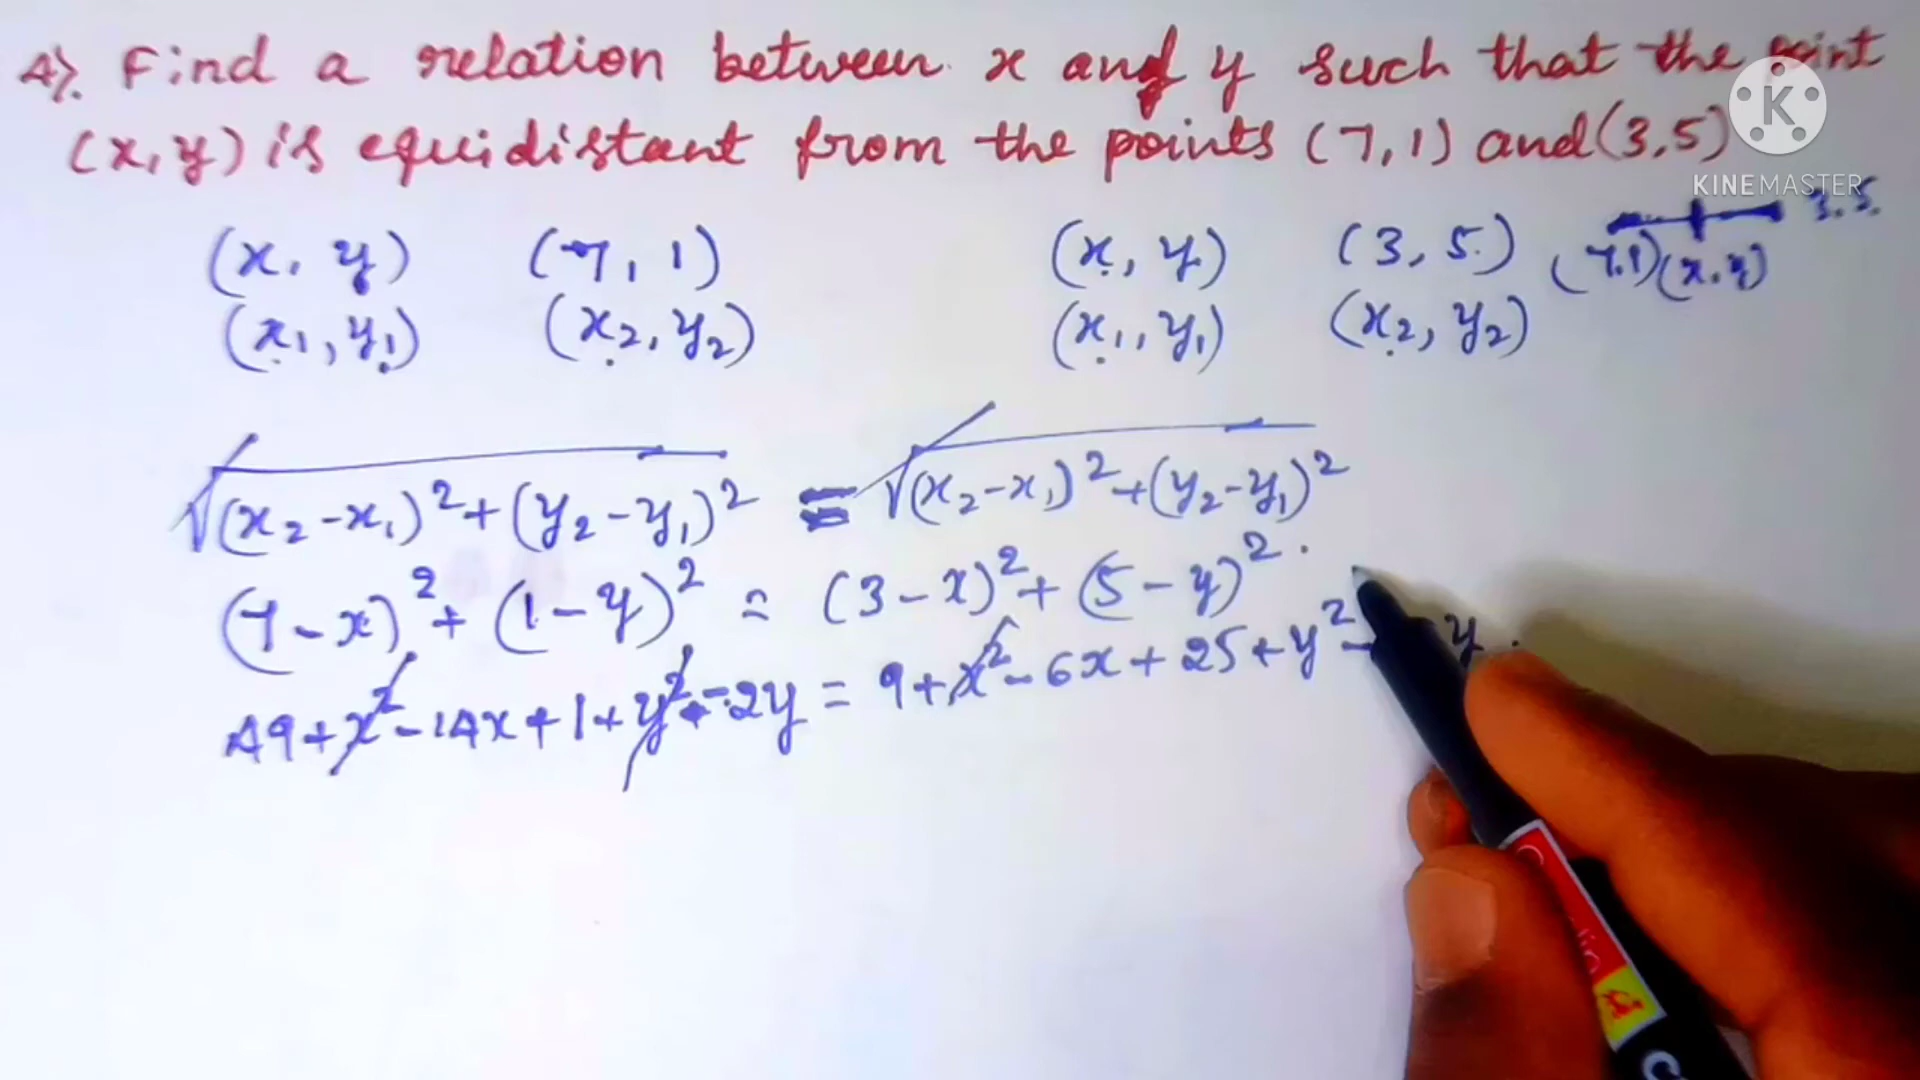 4). Find a relation between x and y such that the point
(x, y) is equidistant from the points (7, 1) and (3, 5)
KINEMASTER
(x, y) (7, 1) (x, y) (3, 5) (7.1) (x.y) 3.5.
(x₁, y₁) (x₂, y₂) (x₁, y₁) (x₂, y₂)
√(x₂-x₁)²+(y₂-y₁)² = √(x₂-x₁)²+(y₂-y₁)²
(7-x)²+(1-y)² = (3-x)²+(5-y)².
49+x²-14x+1+y²-2y = 9+x²-6x+25+y²- y.